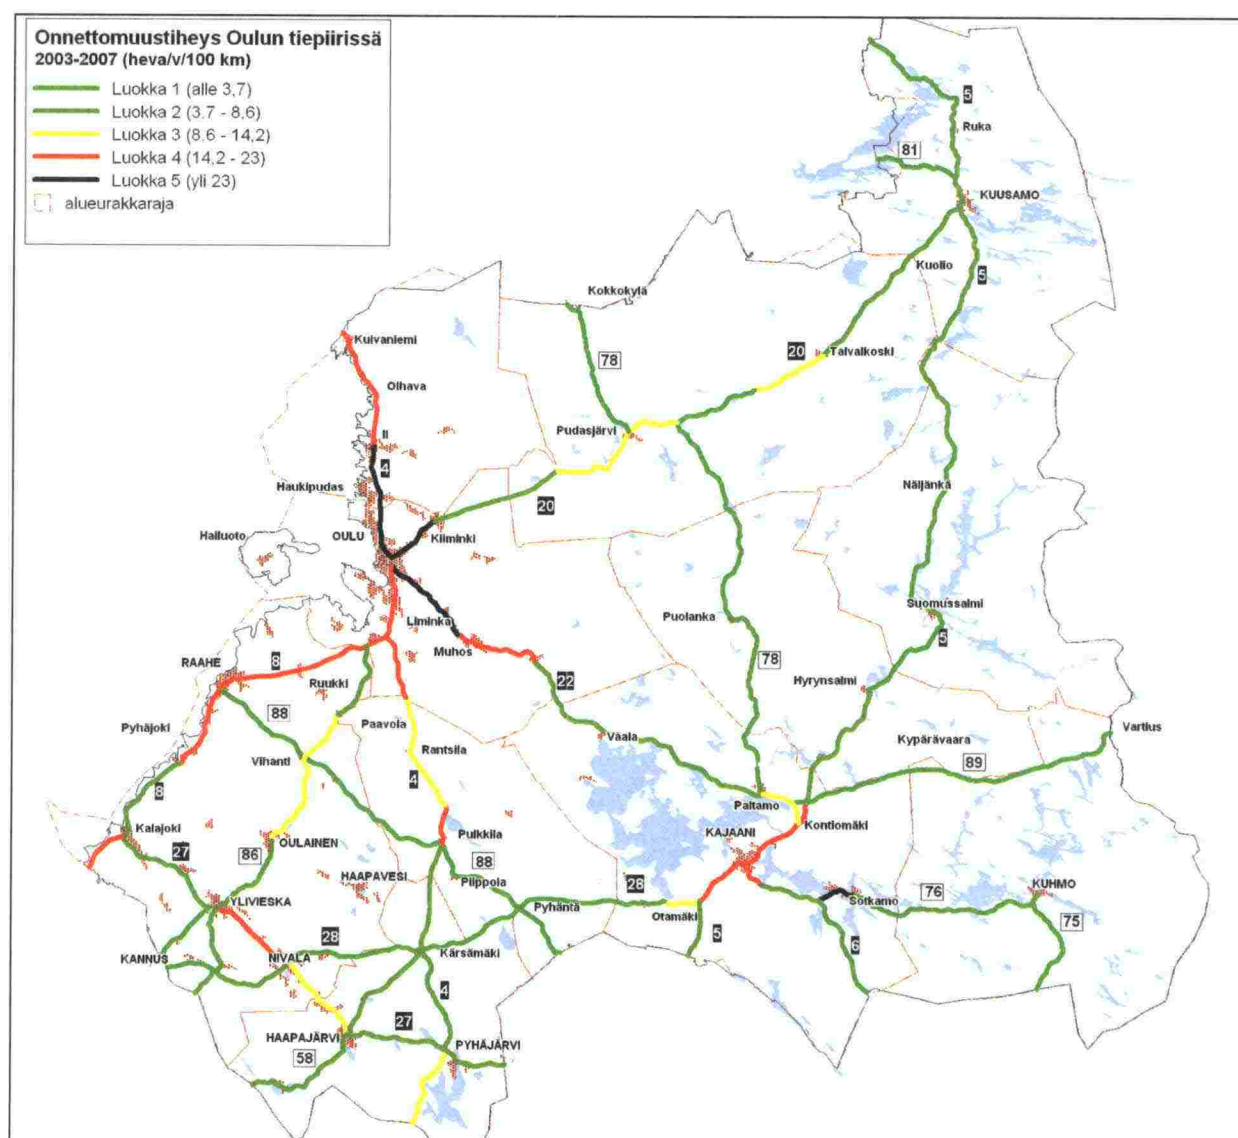 Onnettomuustiheys Oulun tiepiirissä
2003-2007 (heva/v/100 km)
Luokka 1 (alle 3,7)
Luokka 2 (3.7 - 8,6)
Luokka 3 (8,6 - 14,2)
Luokka 4 (14,2 - 23)
Luokka 5 (yli 23)
alueurakkaraja
5
Ruka
81
KUUSAMO
Kuolio
5
Kokkokylä
Kuivaniemi
78
20
Taivalkoski
Olhava
Ii
Pudasjärvi
4
Haukipudas
20
Näljänkä
Hailuoto
OULU
Kiiminki
Suomussalmi
Liminka
Puolanka
5
Muhos
8
RAAHE
Ruukki
22
78
Hyrynsalmi
88
Pyhäjoki
Paavola
Vaala
Vartius
Vihanti
Rantsila
Kypärävaara
4
89
8
Paltamo
Kalajoki
Pulkkila
KAJAANI
Kontiomäki
27
86
OULAINEN
88
HAAPAVESI
Piippola
28
76
KUHMO
YLIVIESKA
Pyhäntä
Otamäki
Sotkamo
75
28
5
KANNUS
NIVALA
Kärsämäki
6
4
27
HAAPAJÄRVI
PYHÄJÄRVI
58